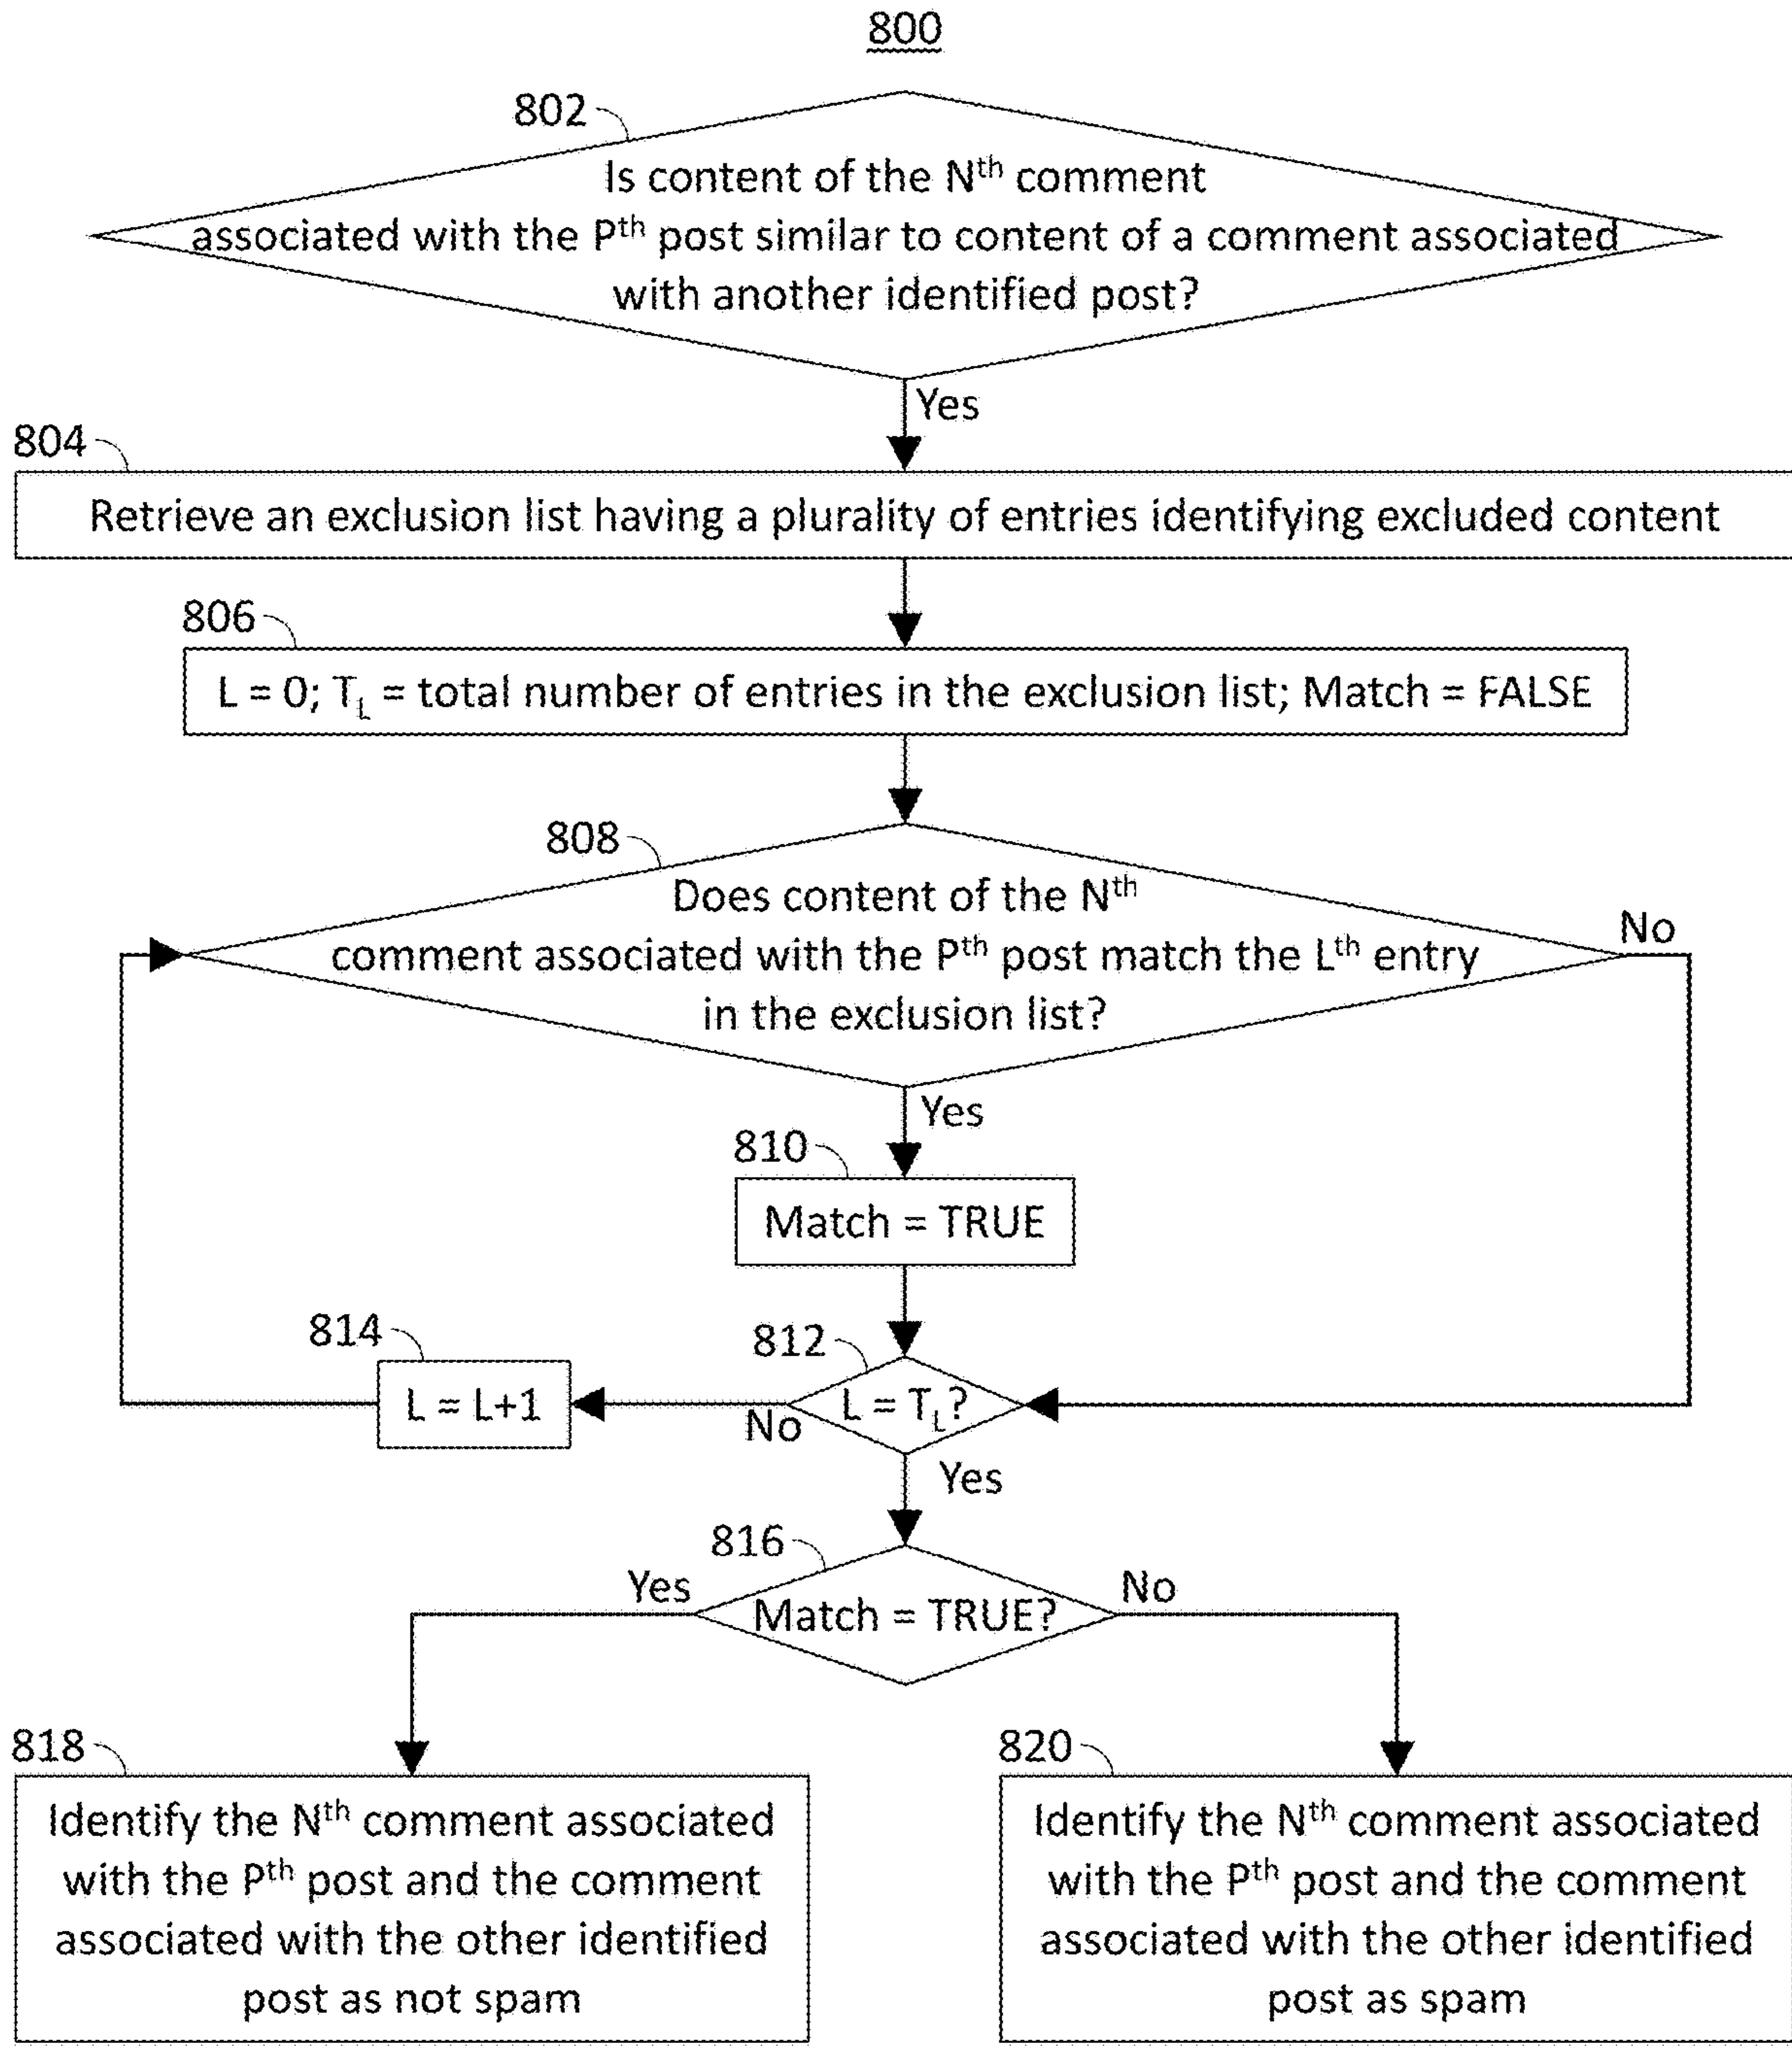 800
802
Is content of the Nth comment
associated with the Pth post similar to content of a comment associated
with another identified post?
Yes
804
Retrieve an exclusion list having a plurality of entries identifying excluded content
806
L = 0; TL = total number of entries in the exclusion list; Match = FALSE
808
Does content of the Nth
comment associated with the Pth post match the Lth entry
in the exclusion list?
No
Yes
810
Match = TRUE
814
L = L+1
812
L = TL?
No
Yes
816
Match = TRUE?
Yes
No
818
Identify the Nth comment associated
with the Pth post and the comment
associated with the other identified
post as not spam
820
Identify the Nth comment associated
with the Pth post and the comment
associated with the other identified
post as spam